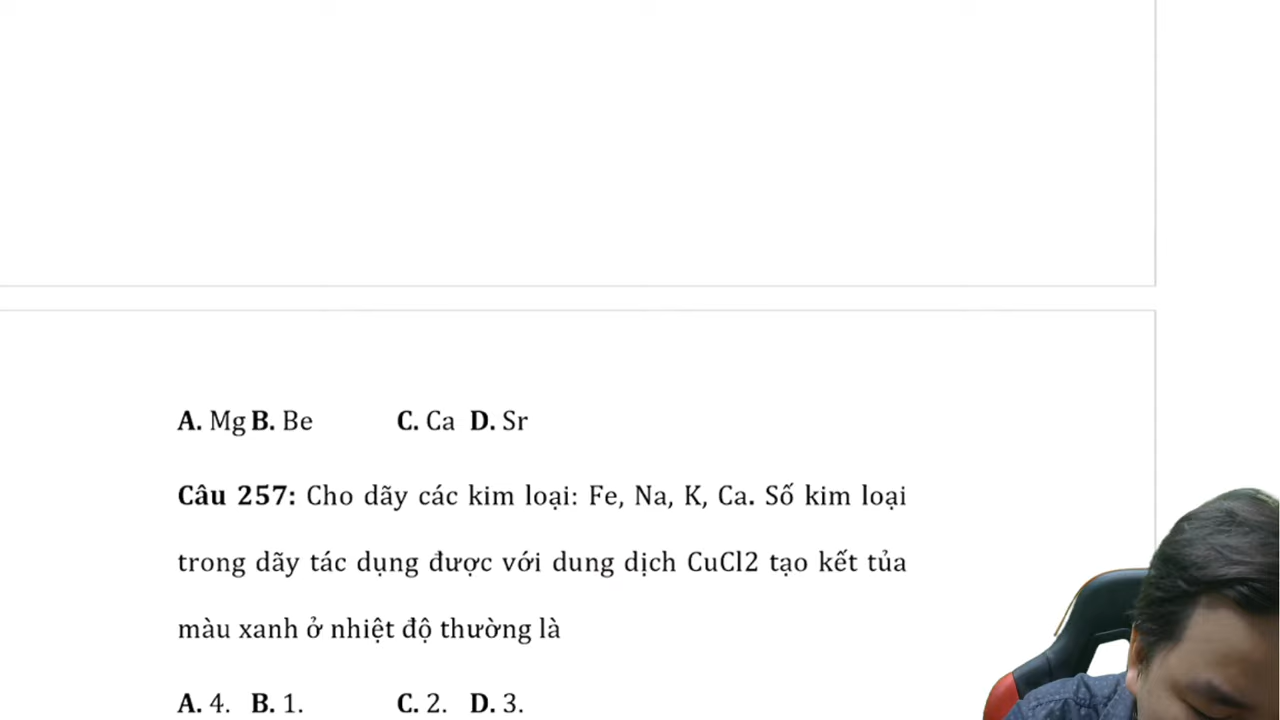 A. Mg B. Be C. Ca D. Sr
Câu 257: Cho dãy các kim loại: Fe, Na, K, Ca. Số kim loại
trong dãy tác dụng được với dung dịch CuCl2 tạo kết tủa
màu xanh ở nhiệt độ thường là
A. 4. B. 1. C. 2. D. 3.